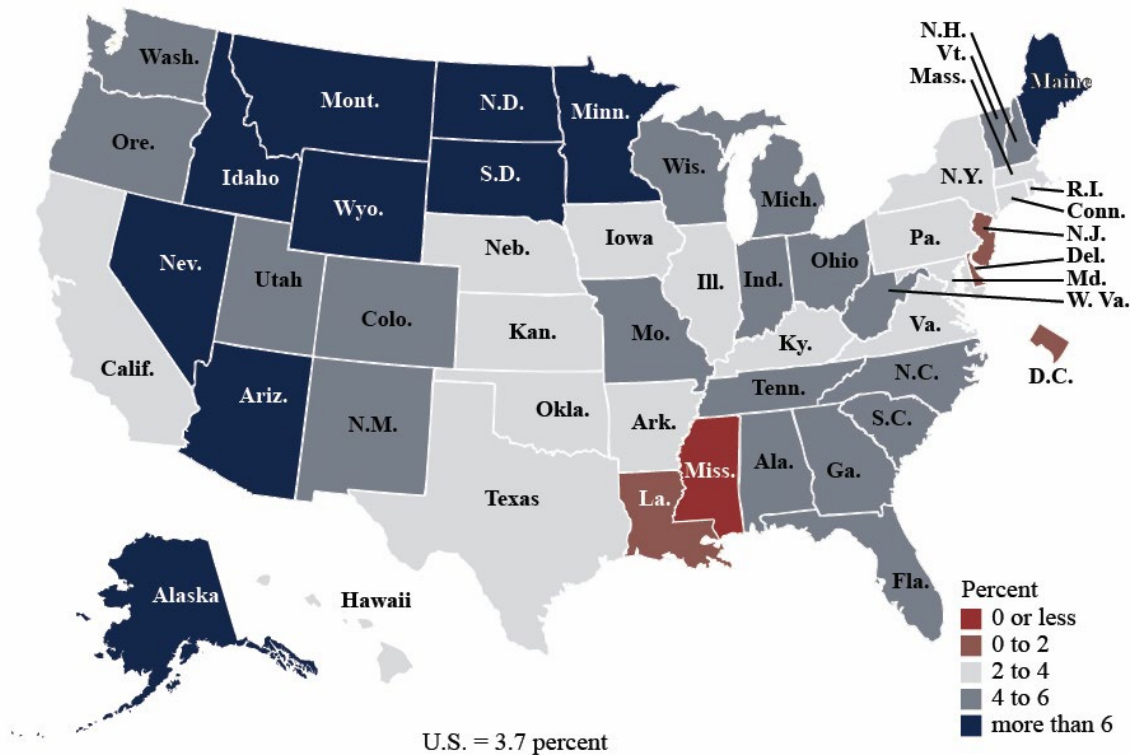 N.H.
Vt.
Mass.
Wash.
Maine
Mont.
N.D.
Minn.
Ore.
Idaho
S.D.
Wis.
Mich.
N.Y.
R.I.
Conn.
N.J.
Del.
Md.
W. Va.
Wyo.
Neb.
Iowa
Pa.
Nev.
Utah
Ill.
Ind.
Ohio
Colo.
Kan.
Mo.
Ky.
Va.
D.C.
Calif.
Ariz.
N.M.
Okla.
Ark.
Tenn.
N.C.
S.C.
Texas
La.
Miss.
Ala.
Ga.
Fla.
Alaska
Hawaii
Percent
0 or less
0 to 2
2 to 4
4 to 6
more than 6
U.S. = 3.7 percent